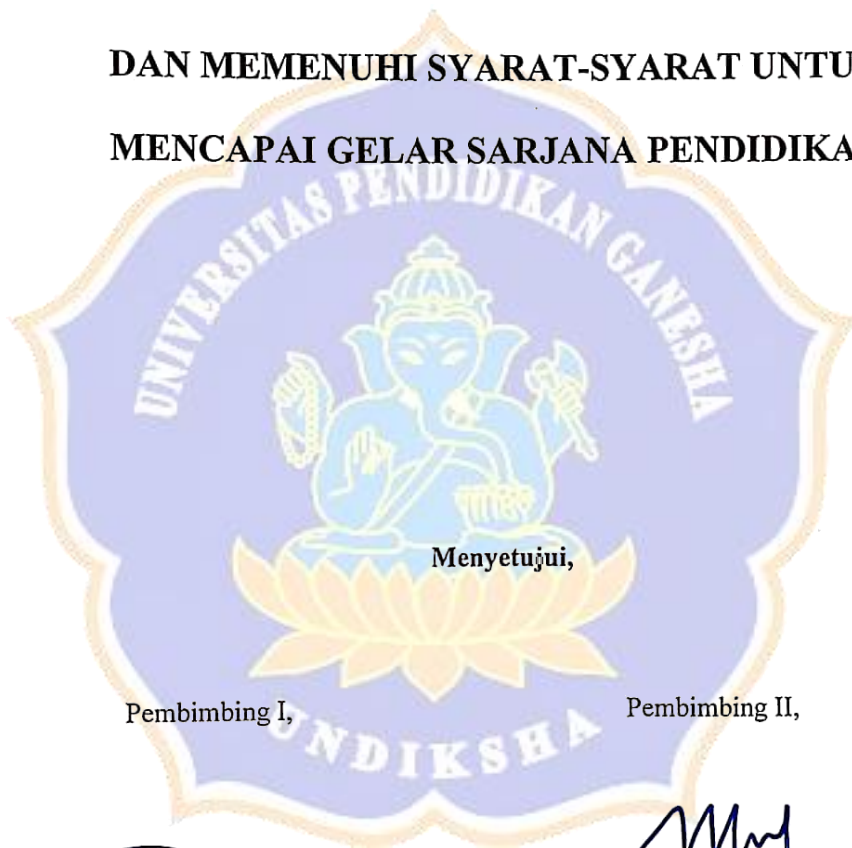 DAN MEMENUHI SYARAT-SYARAT UNTU
MENCAPAI GELAR SARJANA PENDIDIKA
UNIVERSITAS PENDIDIKAN GANESHA
Menyetujui,
Pembimbing I,
Pembimbing II,
UNDIKSHA